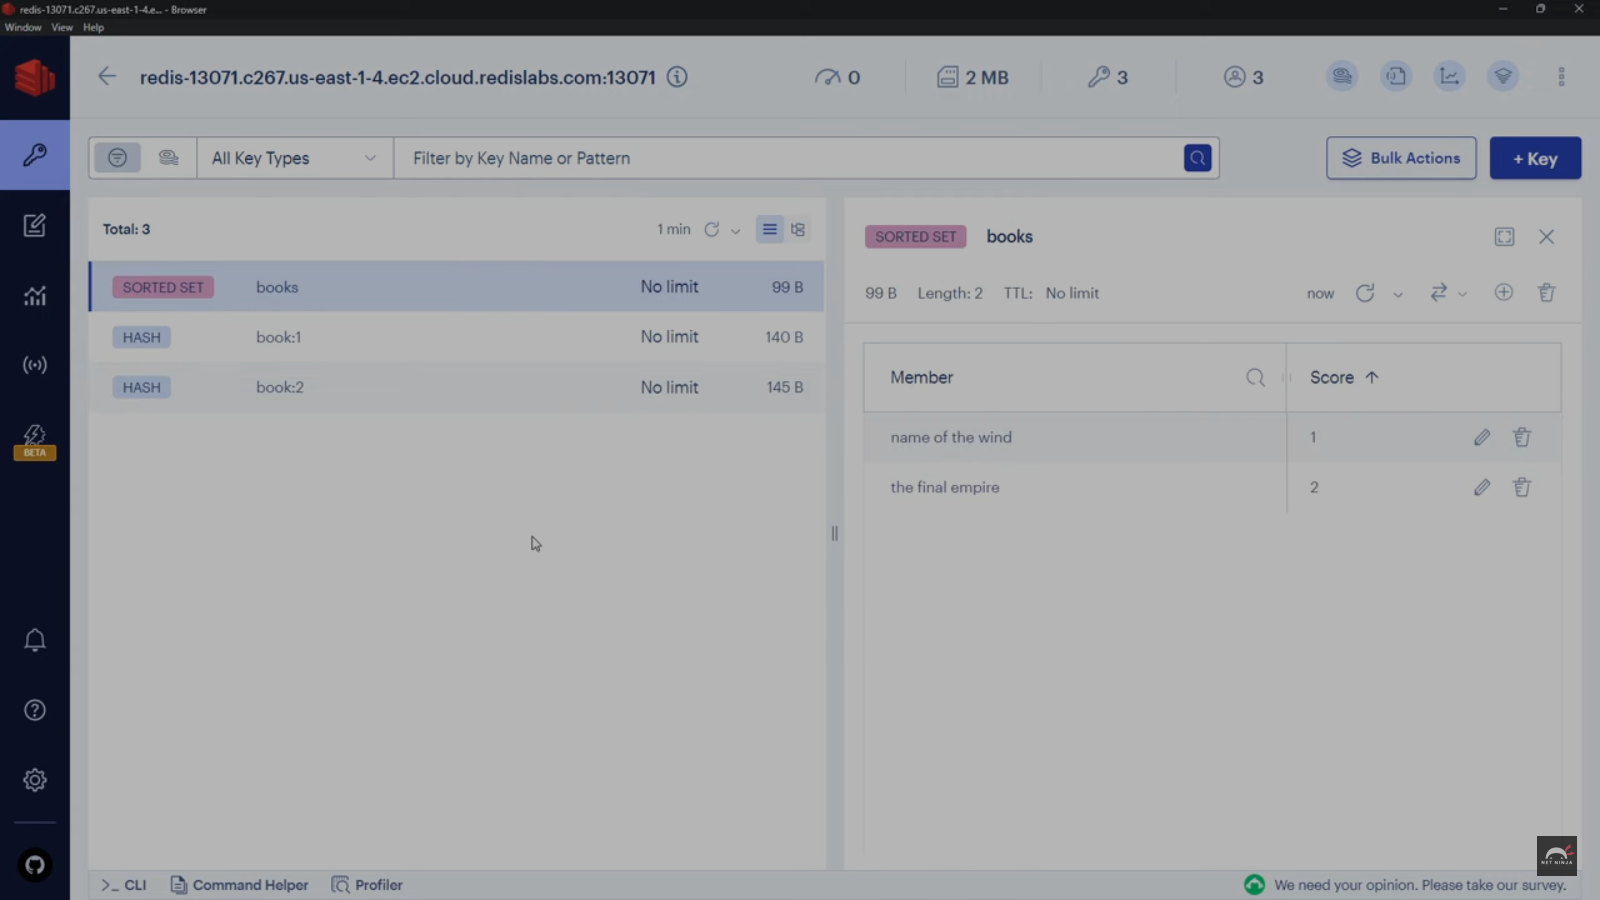 redis-13071.c267.us-east-1-4.e... - Browser
Window View Help
redis-13071.c267.us-east-1-4.ec2.cloud.redislabs.com:13071 0 2 MB 3 3
All Key Types Filter by Key Name or Pattern Bulk Actions + Key
Total: 3 1 min
SORTED SET books No limit 99 B
HASH book:1 No limit 140 B
HASH book:2 No limit 145 B
BETA
SORTED SET books
99 B Length: 2 TTL: No limit now
Member Score
name of the wind 1
the final empire 2
NET NINJA
>_ CLI Command Helper Profiler We need your opinion. Please take our survey.